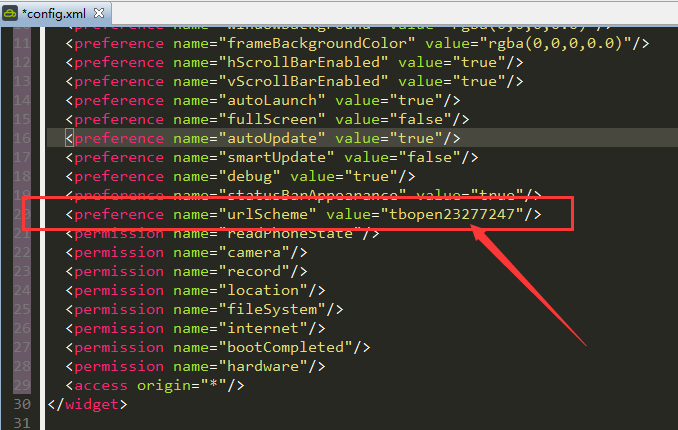 *config.xml
10 <preference name="windowBackground" value="rgba(0,0,0,0.0)"/>
11 <preference name="frameBackgroundColor" value="rgba(0,0,0,0.0)"/>
12 <preference name="hScrollBarEnabled" value="true"/>
13 <preference name="vScrollBarEnabled" value="true"/>
14 <preference name="autoLaunch" value="true"/>
15 <preference name="fullScreen" value="false"/>
16 <preference name="autoUpdate" value="true"/>
17 <preference name="smartUpdate" value="false"/>
18 <preference name="debug" value="true"/>
19 <preference name="statusBarAppearance" value="true"/>
20 <preference name="urlScheme" value="tbopen23277247"/>
21 <permission name="readPhoneState"/>
22 <permission name="camera"/>
23 <permission name="record"/>
24 <permission name="location"/>
25 <permission name="fileSystem"/>
26 <permission name="internet"/>
27 <permission name="bootCompleted"/>
28 <permission name="hardware"/>
29 <access origin="*"/>
30 </widget>
31